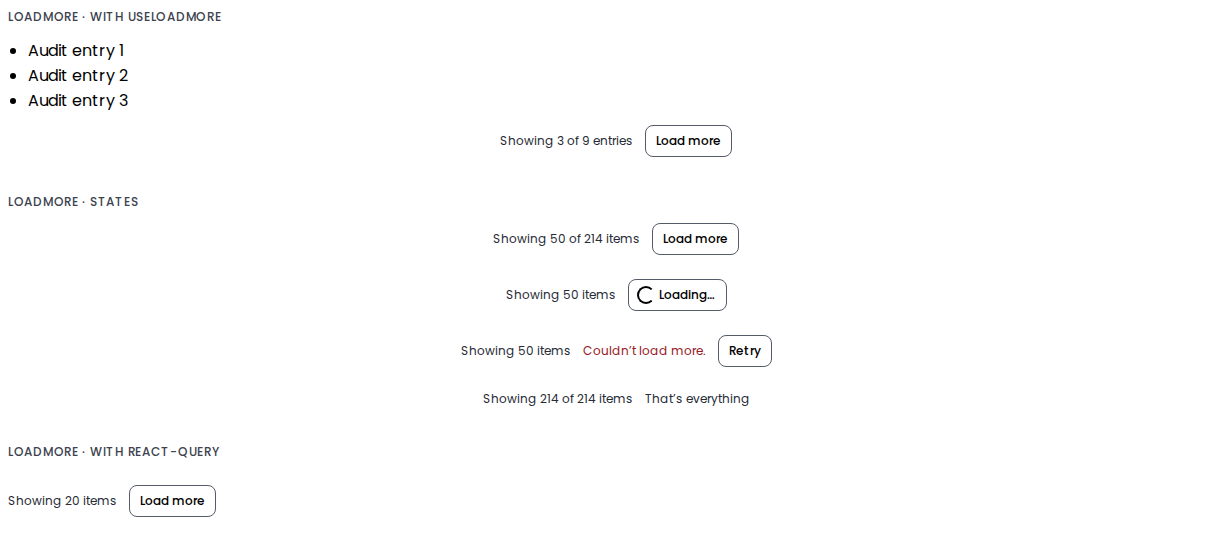 LOADMORE · WITH USELOADMORE
Audit entry 1
Audit entry 2
Audit entry 3
Showing 3 of 9 entries Load more
LOADMORE · STATES
Showing 50 of 214 items Load more
Showing 50 items Loading…
Showing 50 items Couldn’t load more. Retry
Showing 214 of 214 items That’s everything
LOADMORE · WITH REACT-QUERY
Showing 20 items Load more